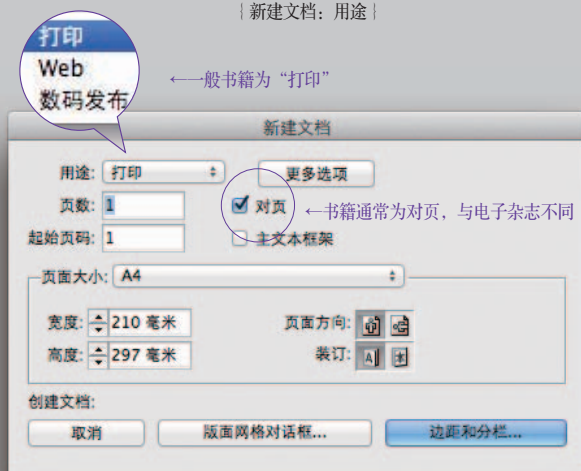 ｛新建文档：用途｝
打印
Web
数码发布
←一般书籍为“打印”
新建文档
用途: 打印 更多选项
页数: 1 对页 ←书籍通常为对页，与电子杂志不同
起始页码: 1 主文本框架
页面大小: A4
宽度: 210 毫米 页面方向:
高度: 297 毫米 装订:
创建文档:
取消 版面网格对话框... 边距和分栏...